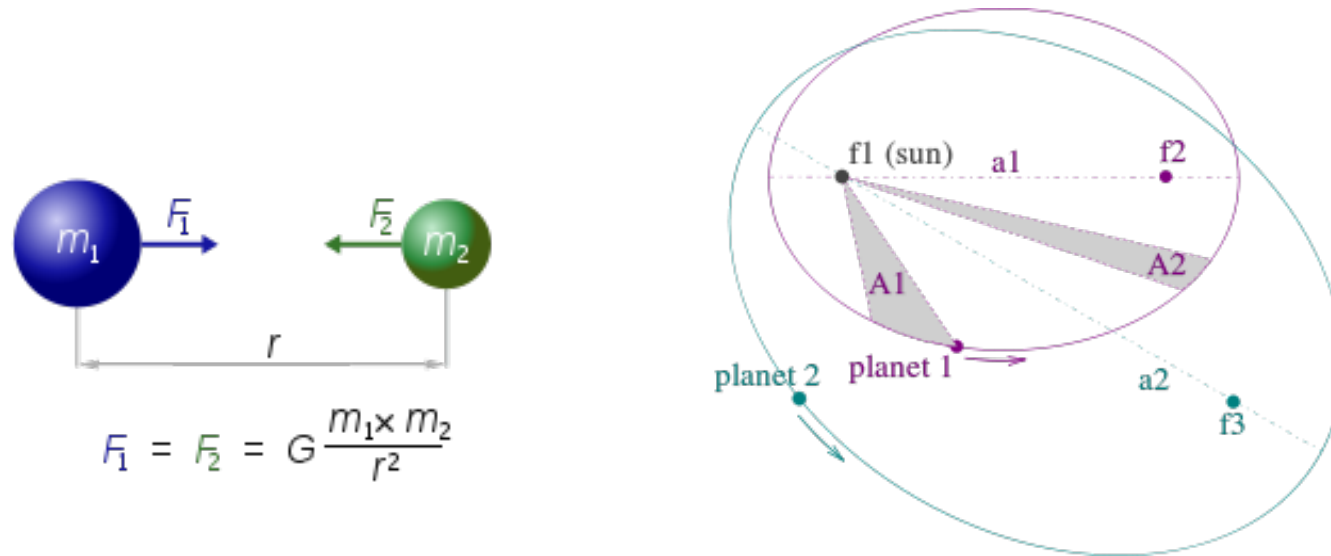 m₁ F₁ F₂ m₂
r
F₁ = F₂ = G m₁ × m₂ / r²
f1 (sun)
a1
f2
A1
A2
planet 1
planet 2
a2
f3